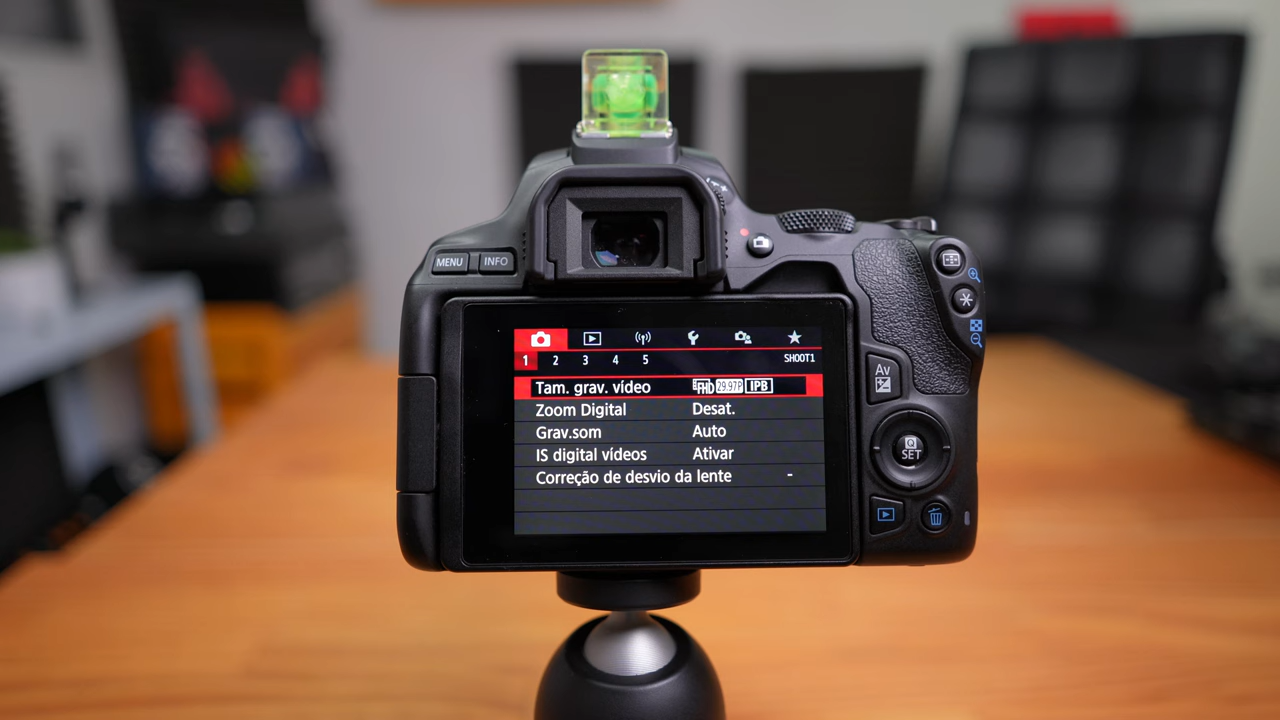 MENU INFO
1 2 3 4 5 SHOOT1
Tam. grav. vídeo FHD 29.97P IPB
Zoom Digital Desat.
Grav.som Auto
IS digital vídeos Ativar
Correção de desvio da lente -
Av
Q
SET